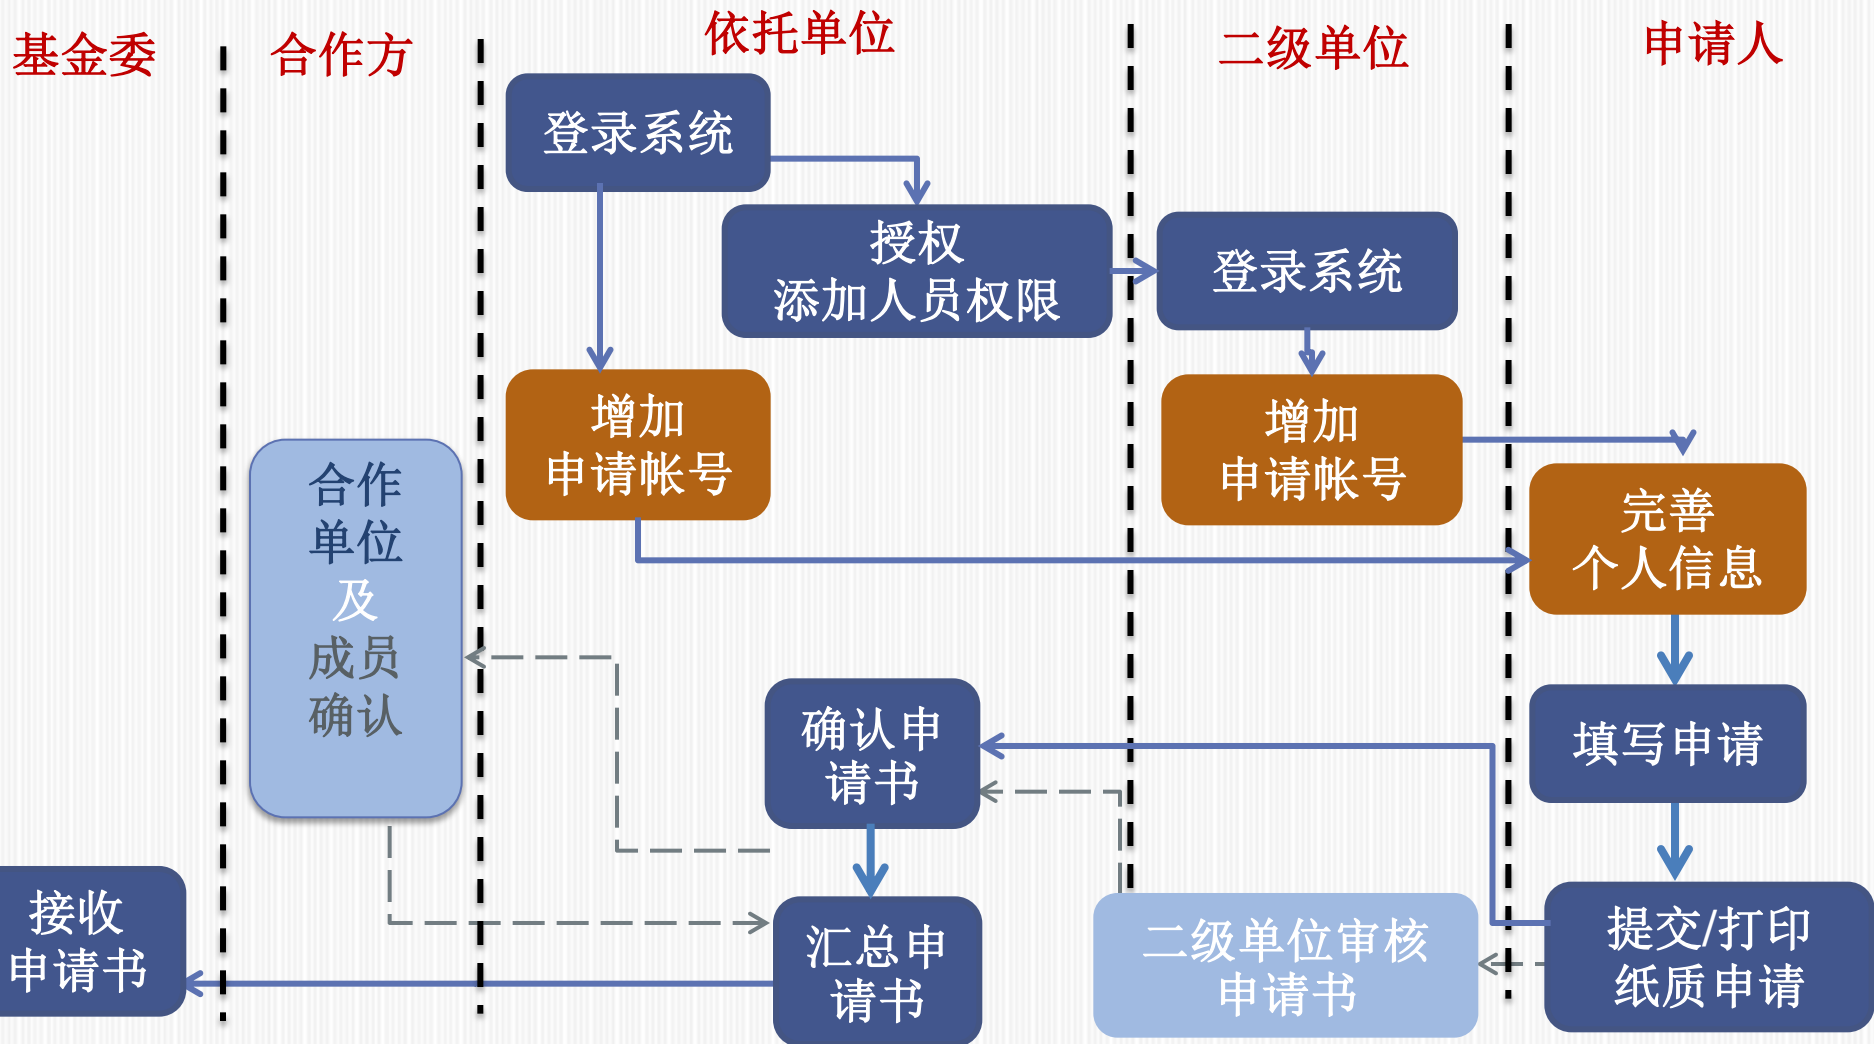 基金委
合作方
依托单位
二级单位
申请人
登录系统
授权
添加人员权限
登录系统
增加
申请帐号
增加
申请帐号
完善
个人信息
合作
单位
及
成员
确认
确认申
请书
填写申请
接收
申请书
汇总申
请书
二级单位审核
申请书
提交/打印
纸质申请